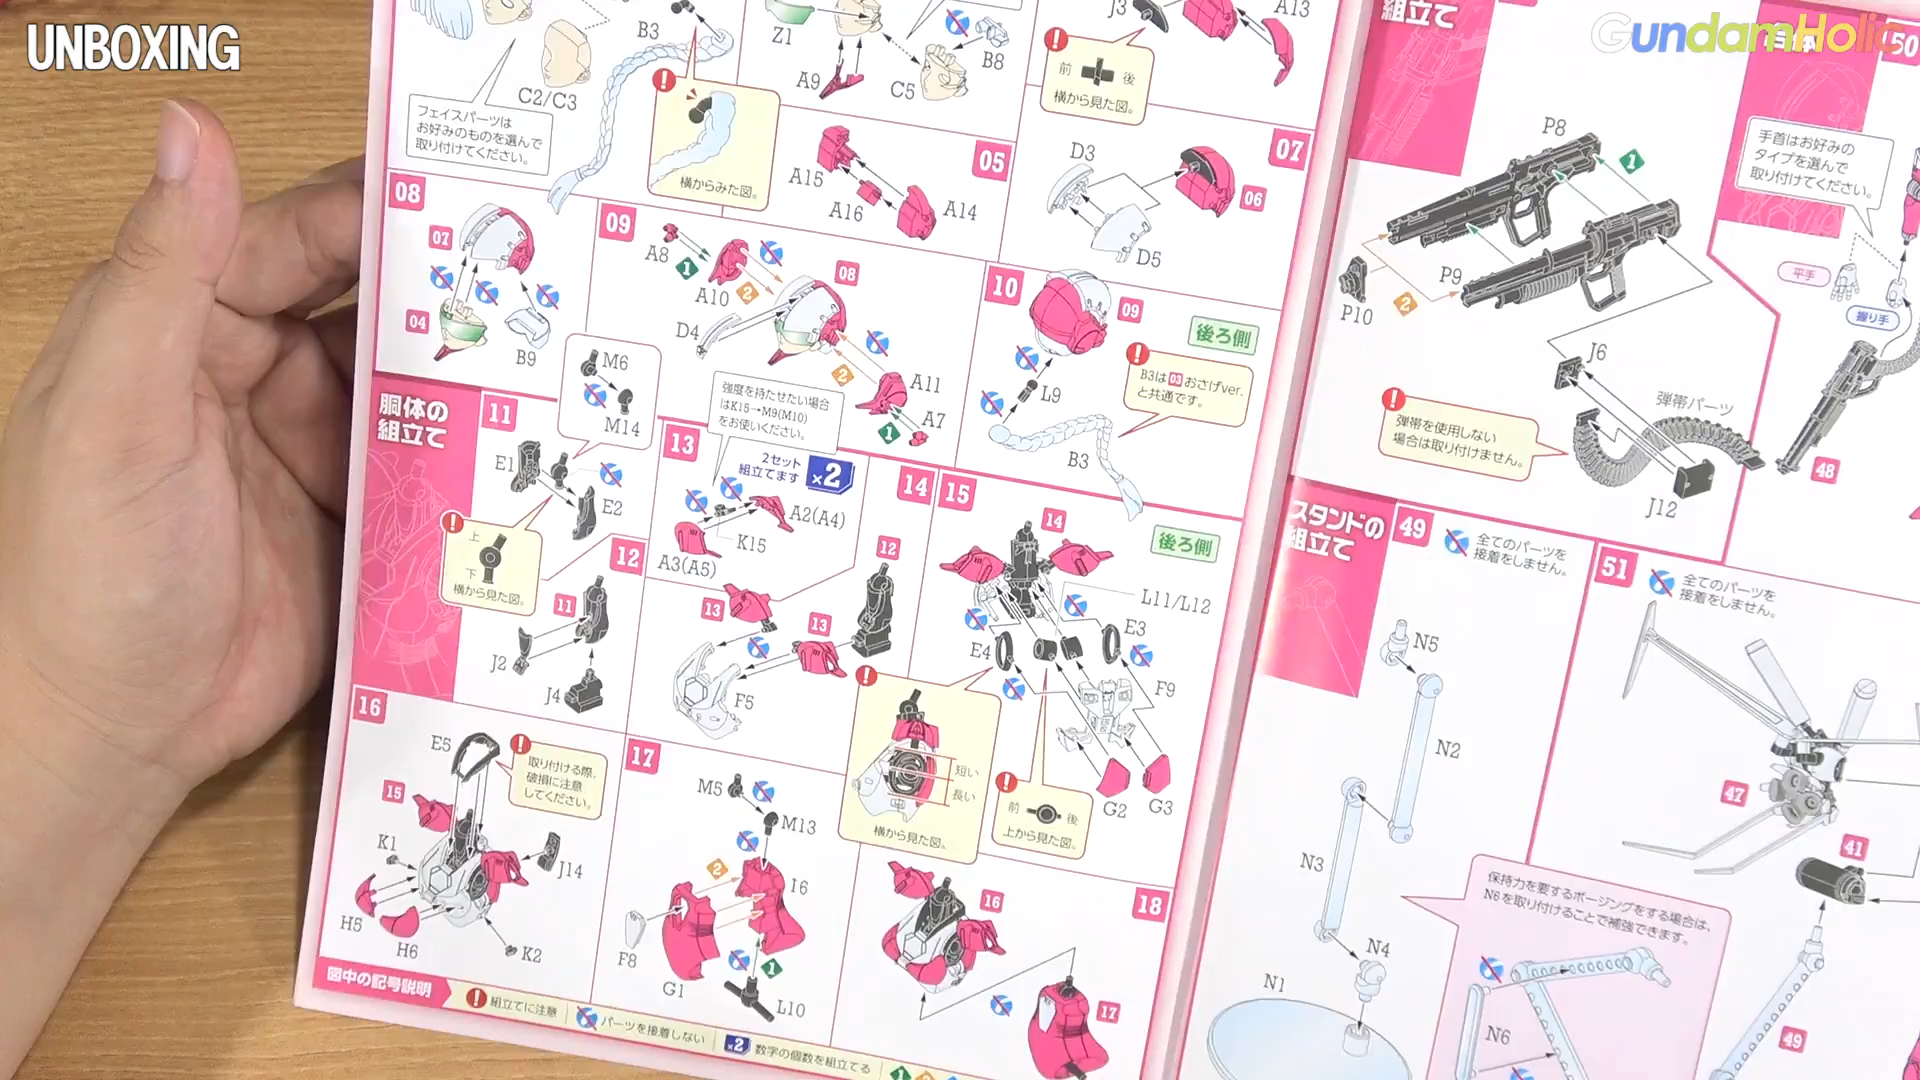 UNBOXING
GundamHolic
C2/C3
フェイスパーツは
お好みのものを選んで
取り付けてください。
B3
横からみた図。
Z1
A9
C5
B8
J3
A13
前
後
横から見た図。
05
A15
A16
A14
07
D3
D5
06
08
07
04
B9
09
A8
1
A10
2
08
D4
2
A11
A7
1
10
09
後ろ側
L9
B3は03おさげver.
と共通です。
B3
胴体の
組立て
11
M6
M14
E1
E2
上
下
横から見た図。
12
11
J2
J4
13
強度を持たせたい場合
はK15→M9(M10)
をお使いください。
2セット
組立てます
×2
A2(A4)
K15
A3(A5)
14
12
13
13
F5
15
14
後ろ側
L11/L12
E3
E4
F9
G2
G3
短い
長い
横から見た図。
前
後
上から見た図。
16
E5
取り付ける際、
破損に注意
してください。
15
K1
J14
H5
H6
K2
17
M5
M13
2
I6
F8
G1
1
L10
18
16
17
図中の記号説明
組立てに注意
パーツを接着しない
×2
数字の個数を組立てる
1
組立て
P8
1
P9
P10
2
J6
弾帯パーツ
弾帯を使用しない
場合は取り付けません。
J12
50
手首はお好みの
タイプを選んで
取り付けてください。
平手
握り手
48
スタンドの
組立て
49
全てのパーツを
接着をしません。
N5
N2
N3
N4
N1
51
全てのパーツを
接着をしません。
47
41
保持力を要するポージングをする場合は、
N6を取り付けることで補強できます。
N6
49